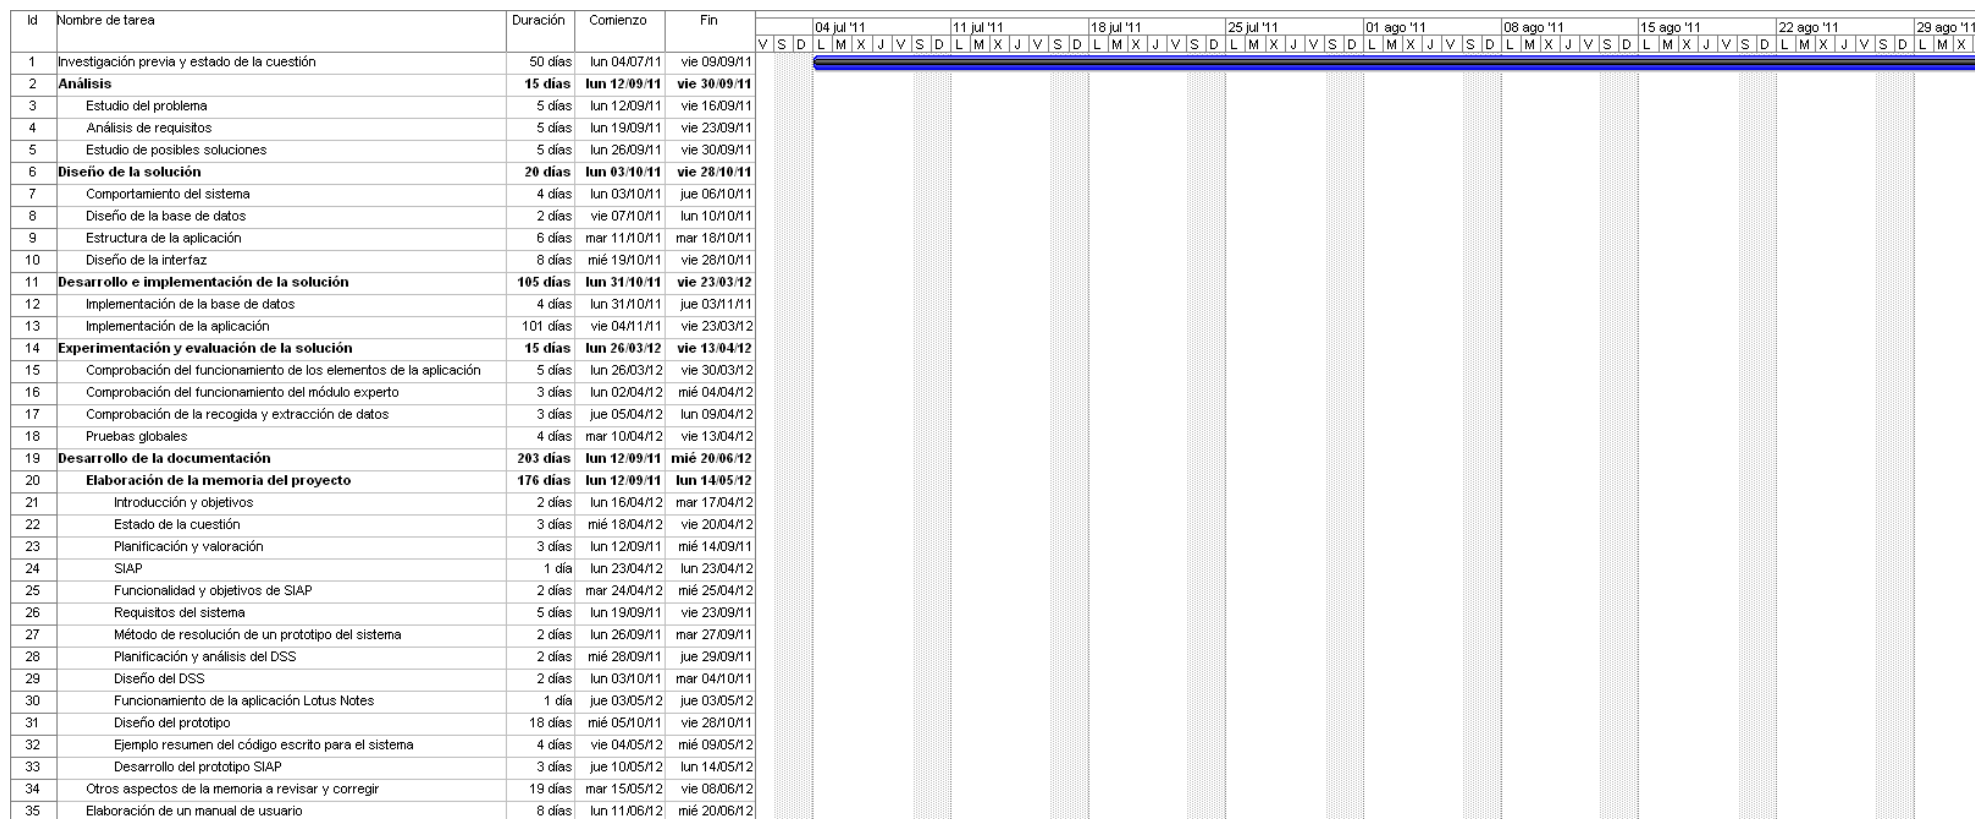 Id Nombre de tarea Duración Comienzo Fin
04 jul '11 11 jul '11 18 jul '11 25 jul '11 01 ago '11 08 ago '11 15 ago '11 22 ago '11 29 ago '11
V S D L M X J V S D L M X J V S D L M X J V S D L M X J V S D L M X J V S D L M X J V S D L M X J V S D L M X J V S D L M X
1 Investigación previa y estado de la cuestión 50 días lun 04/07/11 vie 09/09/11
2 Análisis 15 días lun 12/09/11 vie 30/09/11
3 Estudio del problema 5 días lun 12/09/11 vie 16/09/11
4 Análisis de requisitos 5 días lun 19/09/11 vie 23/09/11
5 Estudio de posibles soluciones 5 días lun 26/09/11 vie 30/09/11
6 Diseño de la solución 20 días lun 03/10/11 vie 28/10/11
7 Comportamiento del sistema 4 días lun 03/10/11 jue 06/10/11
8 Diseño de la base de datos 2 días vie 07/10/11 lun 10/10/11
9 Estructura de la aplicación 6 días mar 11/10/11 mar 18/10/11
10 Diseño de la interfaz 8 días mié 19/10/11 vie 28/10/11
11 Desarrollo e implementación de la solución 105 días lun 31/10/11 vie 23/03/12
12 Implementación de la base de datos 4 días lun 31/10/11 jue 03/11/11
13 Implementación de la aplicación 101 días vie 04/11/11 vie 23/03/12
14 Experimentación y evaluación de la solución 15 días lun 26/03/12 vie 13/04/12
15 Comprobación del funcionamiento de los elementos de la aplicación 5 días lun 26/03/12 vie 30/03/12
16 Comprobación del funcionamiento del módulo experto 3 días lun 02/04/12 mié 04/04/12
17 Comprobación de la recogida y extracción de datos 3 días jue 05/04/12 lun 09/04/12
18 Pruebas globales 4 días mar 10/04/12 vie 13/04/12
19 Desarrollo de la documentación 203 días lun 12/09/11 mié 20/06/12
20 Elaboración de la memoria del proyecto 176 días lun 12/09/11 lun 14/05/12
21 Introducción y objetivos 2 días lun 16/04/12 mar 17/04/12
22 Estado de la cuestión 3 días mié 18/04/12 vie 20/04/12
23 Planificación y valoración 3 días lun 12/09/11 mié 14/09/11
24 SIAP 1 día lun 23/04/12 lun 23/04/12
25 Funcionalidad y objetivos de SIAP 2 días mar 24/04/12 mié 25/04/12
26 Requisitos del sistema 5 días lun 19/09/11 vie 23/09/11
27 Método de resolución de un prototipo del sistema 2 días lun 26/09/11 mar 27/09/11
28 Planificación y análisis del DSS 2 días mié 28/09/11 jue 29/09/11
29 Diseño del DSS 2 días lun 03/10/11 mar 04/10/11
30 Funcionamiento de la aplicación Lotus Notes 1 día jue 03/05/12 jue 03/05/12
31 Diseño del prototipo 18 días mié 05/10/11 vie 28/10/11
32 Ejemplo resumen del código escrito para el sistema 4 días vie 04/05/12 mié 09/05/12
33 Desarrollo del prototipo SIAP 3 días jue 10/05/12 lun 14/05/12
34 Otros aspectos de la memoria a revisar y corregir 19 días mar 15/05/12 vie 08/06/12
35 Elaboración de un manual de usuario 8 días lun 11/06/12 mié 20/06/12